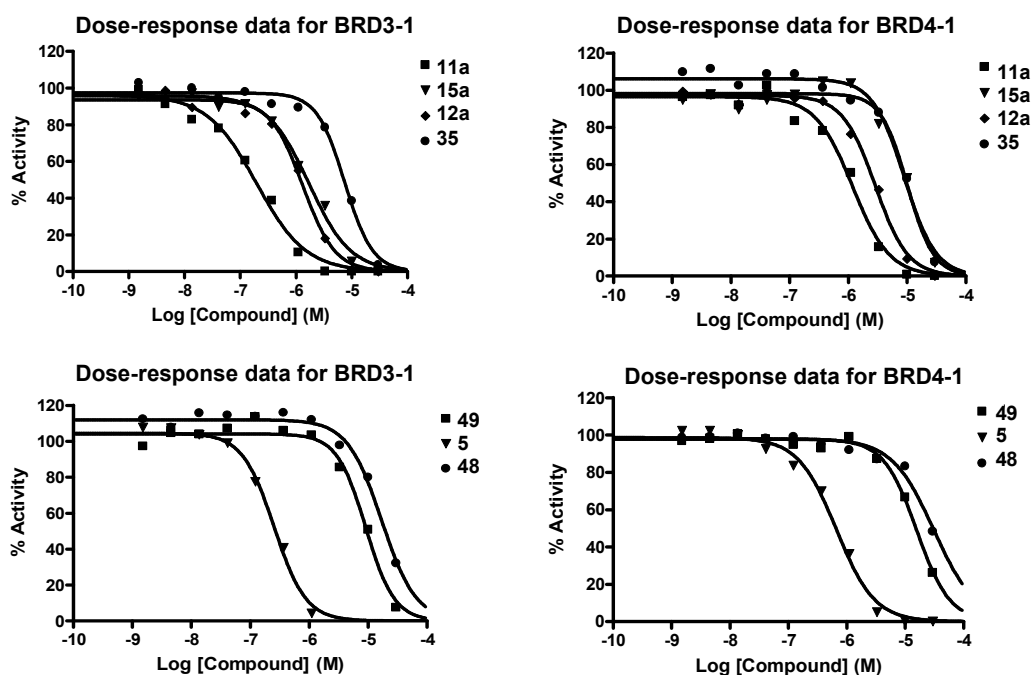 Dose-response data for BRD3-1
% Activity
120
100
80
60
40
20
0
-10 -9 -8 -7 -6 -5 -4
Log [Compound] (M)
11a
15a
12a
35
Dose-response data for BRD4-1
% Activity
120
100
80
60
40
20
0
-10 -9 -8 -7 -6 -5 -4
Log [Compound] (M)
11a
15a
12a
35
Dose-response data for BRD3-1
% Activity
120
100
80
60
40
20
0
-10 -9 -8 -7 -6 -5 -4
Log [Compound] (M)
49
5
48
Dose-response data for BRD4-1
% Activity
120
100
80
60
40
20
0
-10 -9 -8 -7 -6 -5 -4
Log [Compound] (M)
49
5
48